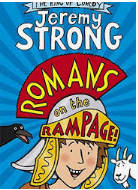 THE KING OF COMEDY
JEREMY
STRONG
ROMANS
on the
RAMPAGE!